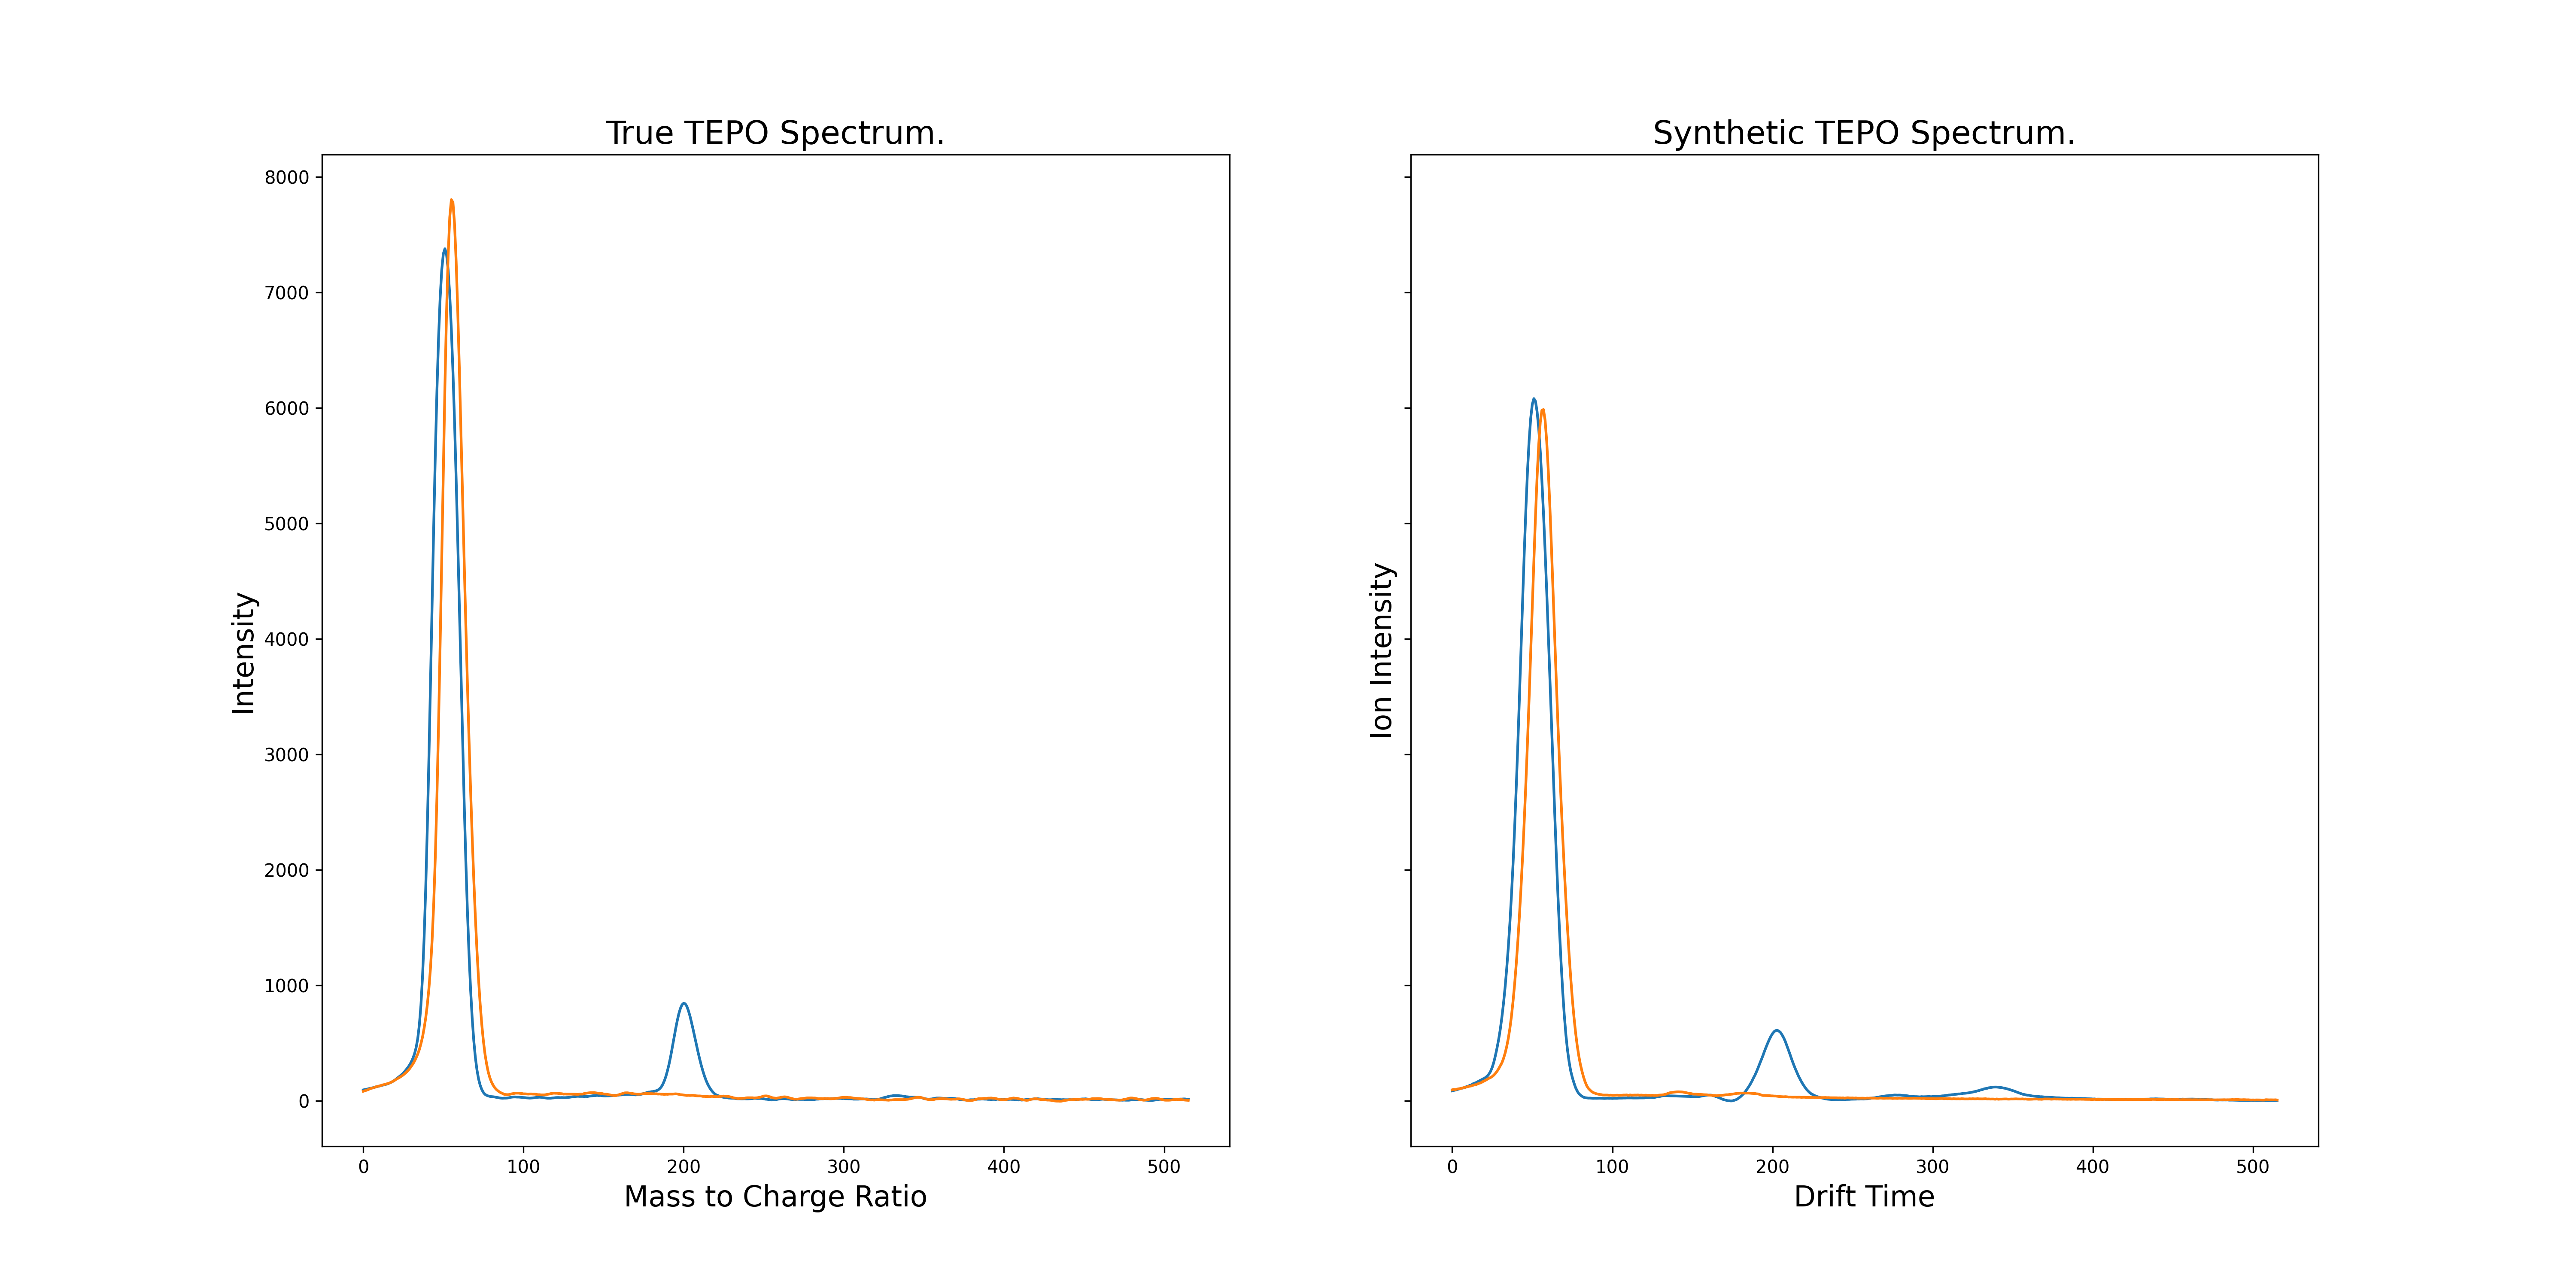 True TEPO Spectrum.
8000
7000
6000
5000
4000
3000
2000
1000
0
Intensity
0 100 200 300 400 500
Mass to Charge Ratio
Synthetic TEPO Spectrum.
Ion Intensity
0 100 200 300 400 500
Drift Time